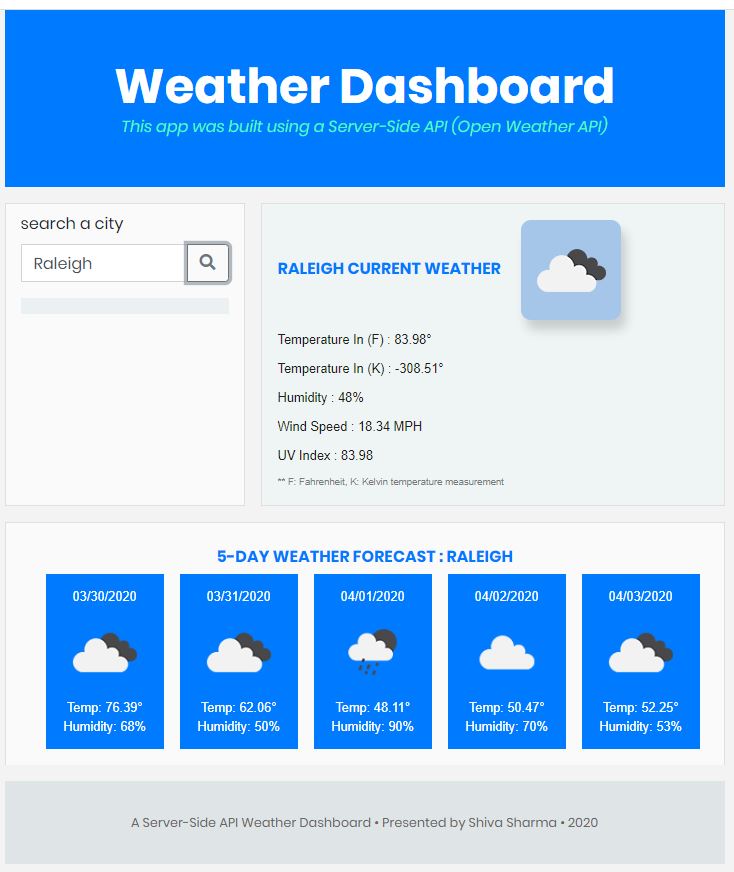 Weather Dashboard
This app was built using a Server-Side API (Open Weather API)
search a city
Raleigh
RALEIGH CURRENT WEATHER
Temperature In (F) : 83.98°
Temperature In (K) : -308.51°
Humidity : 48%
Wind Speed : 18.34 MPH
UV Index : 83.98
** F: Fahrenheit, K: Kelvin temperature measurement
5-DAY WEATHER FORECAST : RALEIGH
03/30/2020
Temp: 76.39°
Humidity: 68%
03/31/2020
Temp: 62.06°
Humidity: 50%
04/01/2020
Temp: 48.11°
Humidity: 90%
04/02/2020
Temp: 50.47°
Humidity: 70%
04/03/2020
Temp: 52.25°
Humidity: 53%
A Server-Side API Weather Dashboard • Presented by Shiva Sharma • 2020